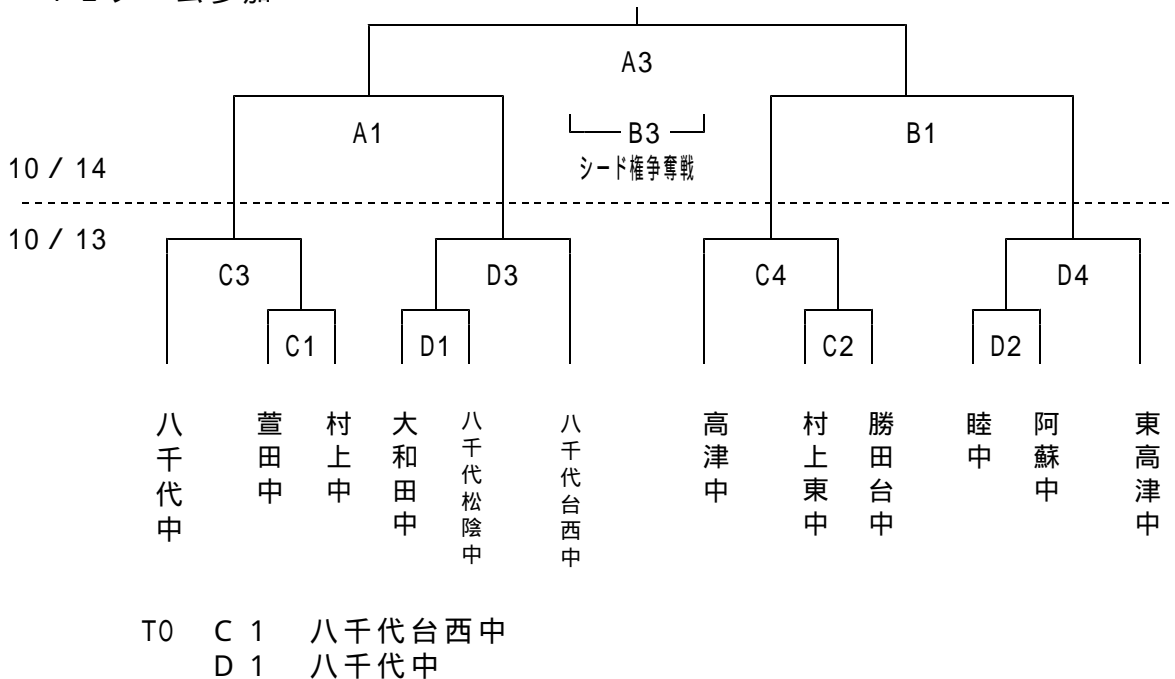 A3
A1
B3
B1
シード権争奪戦
10/14
10/13
C3
D3
C4
D4
C1
D1
C2
D2
八千代中
萱田中
村上中
大和田中
八千代松陰中
八千代台西中
高津中
村上東中
勝田台中
睦中
阿蘇中
東高津中
TO C1 八千代台西中
D1 八千代中